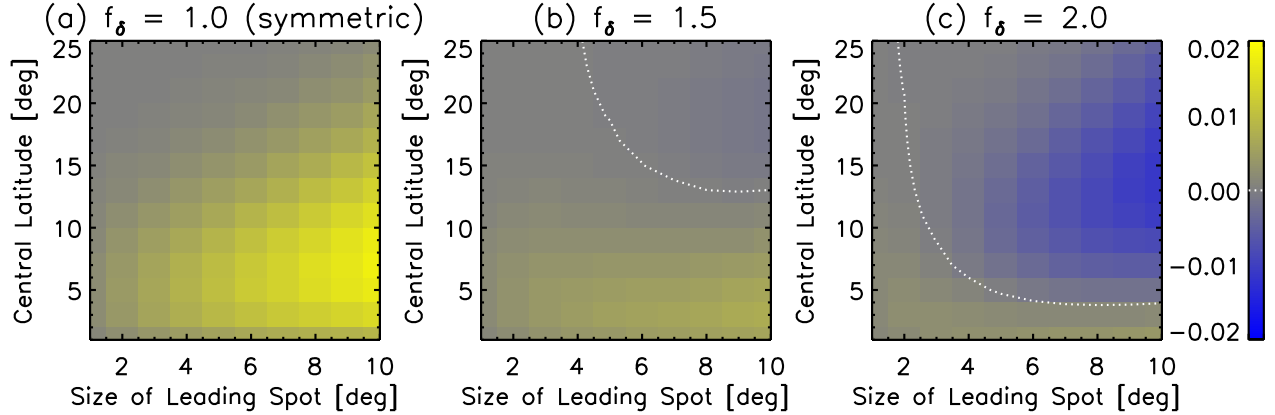 (a) f_δ = 1.0 (symmetric)
(b) f_δ = 1.5
(c) f_δ = 2.0
Central Latitude [deg]
25
20
15
10
5
2 4 6 8 10
Size of Leading Spot [deg]
Central Latitude [deg]
25
20
15
10
5
2 4 6 8 10
Size of Leading Spot [deg]
Central Latitude [deg]
25
20
15
10
5
2 4 6 8 10
Size of Leading Spot [deg]
0.02
0.01
0.00
−0.01
−0.02